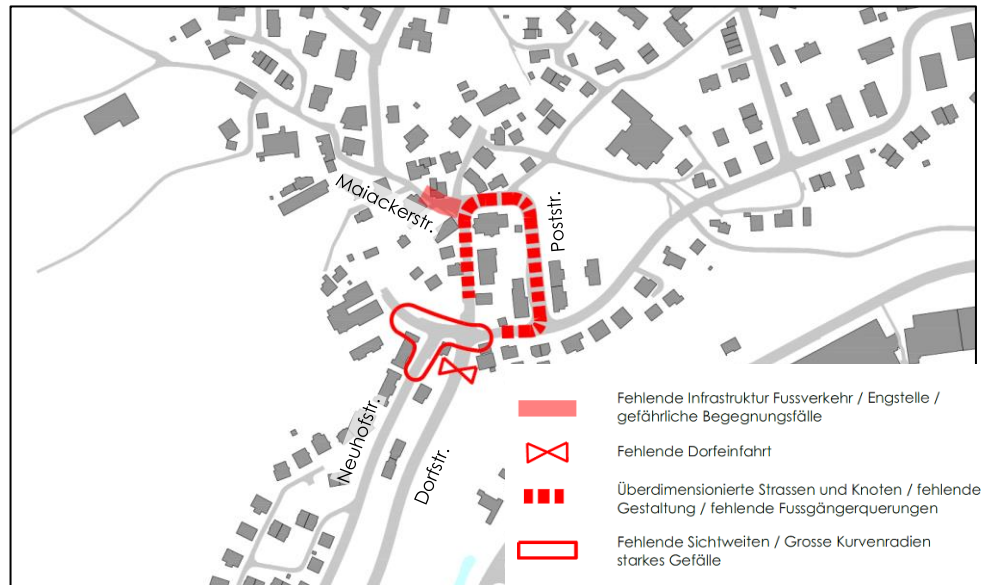 Maiackerstr.
Poststr.
Neuhofstr.
Dorfstr.
Fehlende Infrastruktur Fussverkehr / Engstelle /
gefährliche Begegnungsfälle
Fehlende Dorfeinfahrt
Überdimensionierte Strassen und Knoten / fehlende
Gestaltung / fehlende Fussgängerquerungen
Fehlende Sichtweiten / Grosse Kurvenradien
starkes Gefälle